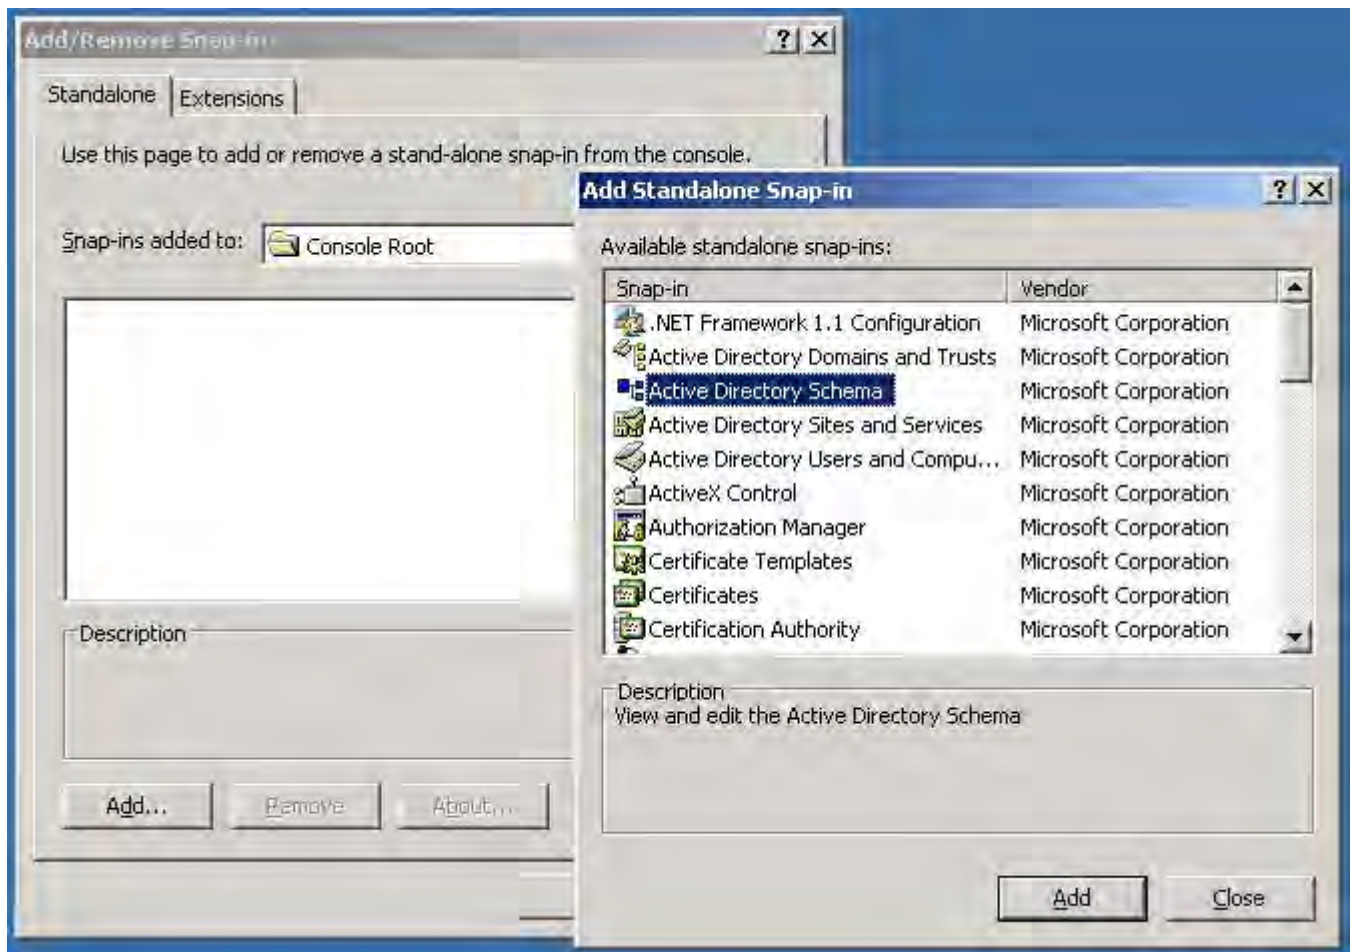 Add/Remove Snap-in
Standalone
Extensions
Use this page to add or remove a stand-alone snap-in from the console.
Snap-ins added to:
Console Root
Description
Add...
Remove
About...
Add Standalone Snap-in
Available standalone snap-ins:
Snap-in Vendor
.NET Framework 1.1 Configuration Microsoft Corporation
Active Directory Domains and Trusts Microsoft Corporation
Active Directory Schema Microsoft Corporation
Active Directory Sites and Services Microsoft Corporation
Active Directory Users and Compu... Microsoft Corporation
ActiveX Control Microsoft Corporation
Authorization Manager Microsoft Corporation
Certificate Templates Microsoft Corporation
Certificates Microsoft Corporation
Certification Authority Microsoft Corporation
Description
View and edit the Active Directory Schema
Add
Close